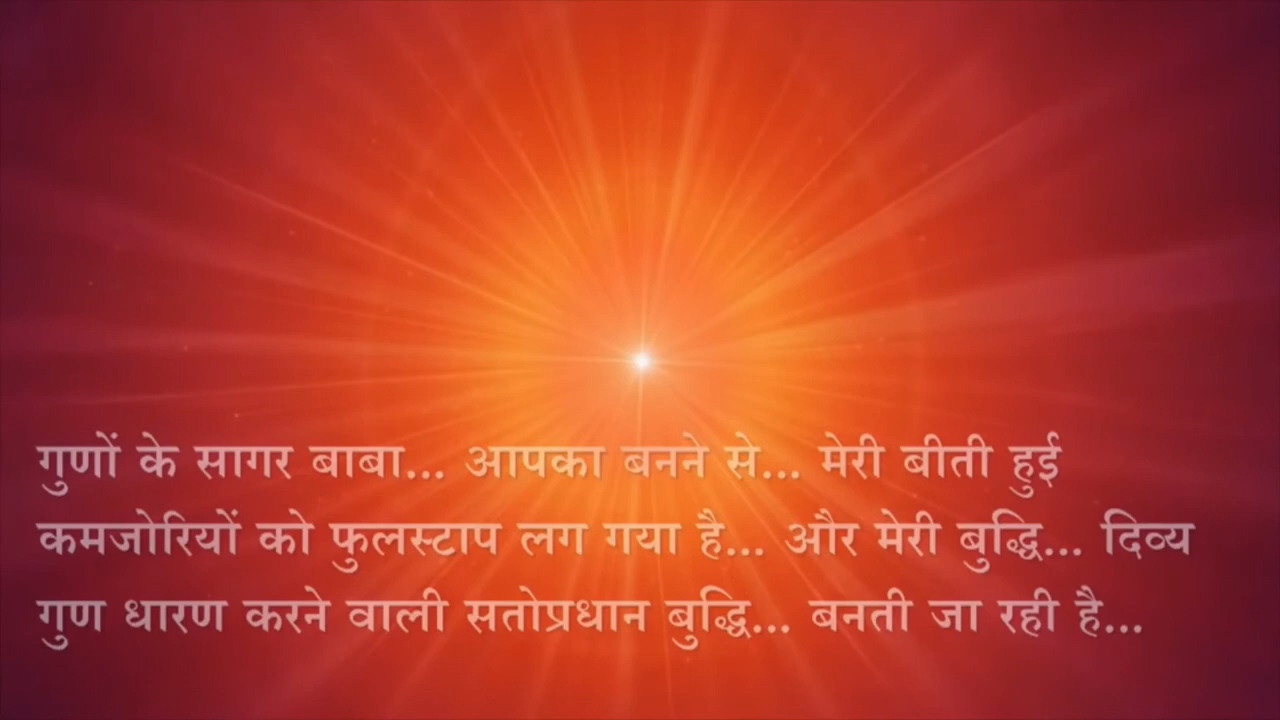 गुणों के सागर बाबा... आपका बनने से... मेरी बीती हुई
कमजोरियों को फुलस्टाप लग गया है... और मेरी बुद्धि... दिव्य
गुण धारण करने वाली सतोप्रधान बुद्धि... बनती जा रही है...